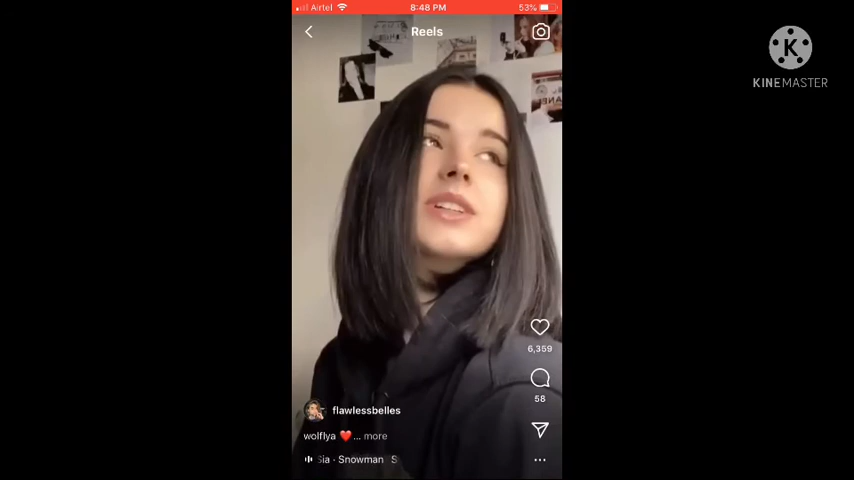 Airtel
8:48 PM
53%
Reels
K
KINEMASTER
6,359
58
flawlessbelles
wolflya ❤️... more
Sia · Snowman S